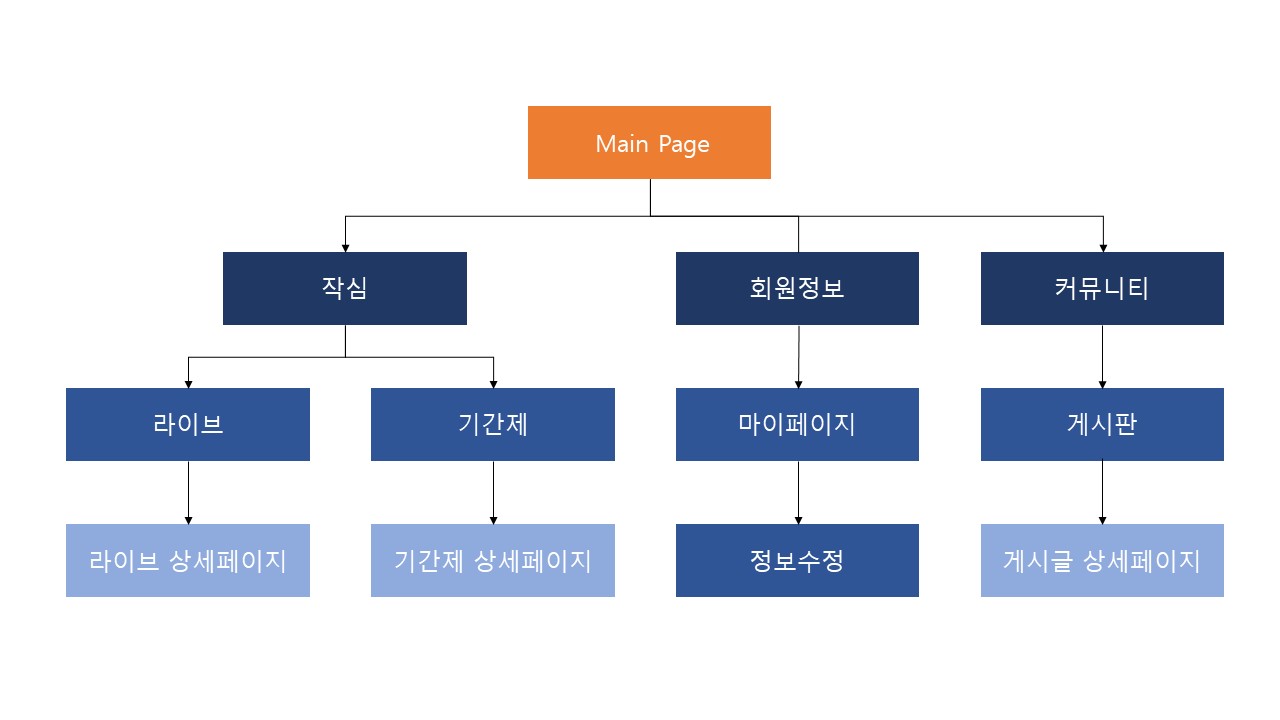 Main Page
작심
회원정보
커뮤니티
라이브
기간제
마이페이지
게시판
라이브 상세페이지
기간제 상세페이지
정보수정
게시글 상세페이지